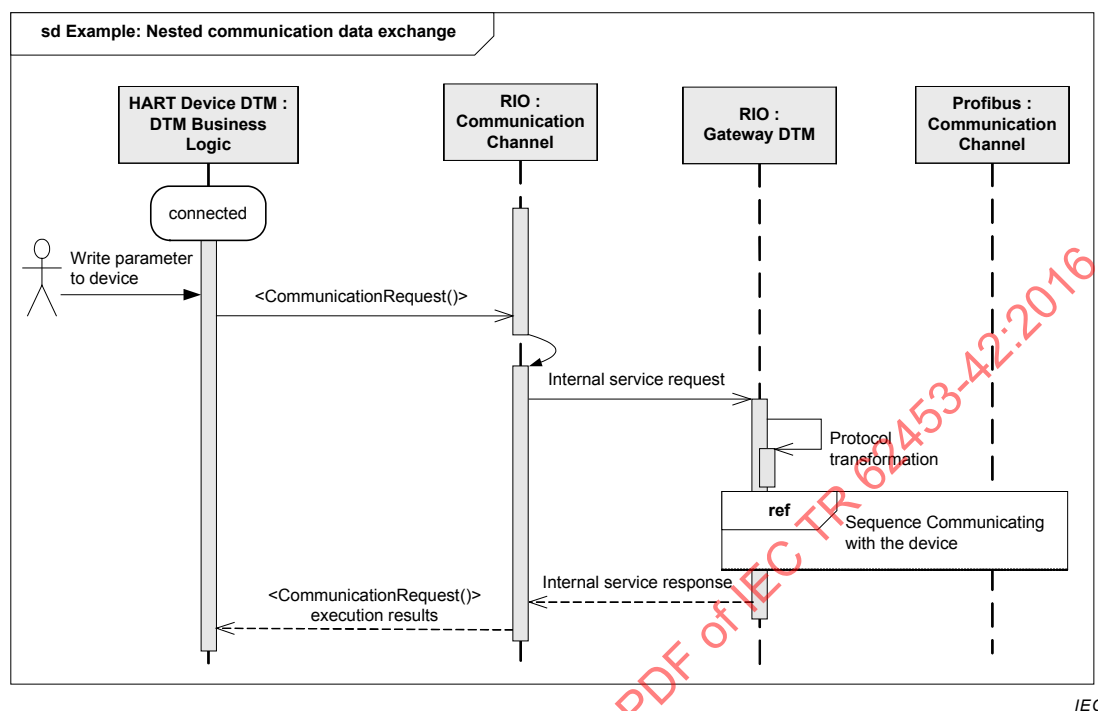 sd Example: Nested communication data exchange
HART Device DTM :
DTM Business
Logic
RIO :
Communication
Channel
RIO :
Gateway DTM
Profibus :
Communication
Channel
connected
Write parameter
to device
<CommunicationRequest()>
Internal service request
Protocol
transformation
ref
Sequence Communicating
with the device
Internal service response
<CommunicationRequest()>
execution results
PDF of IEC TR 62453-42:2016
IEC